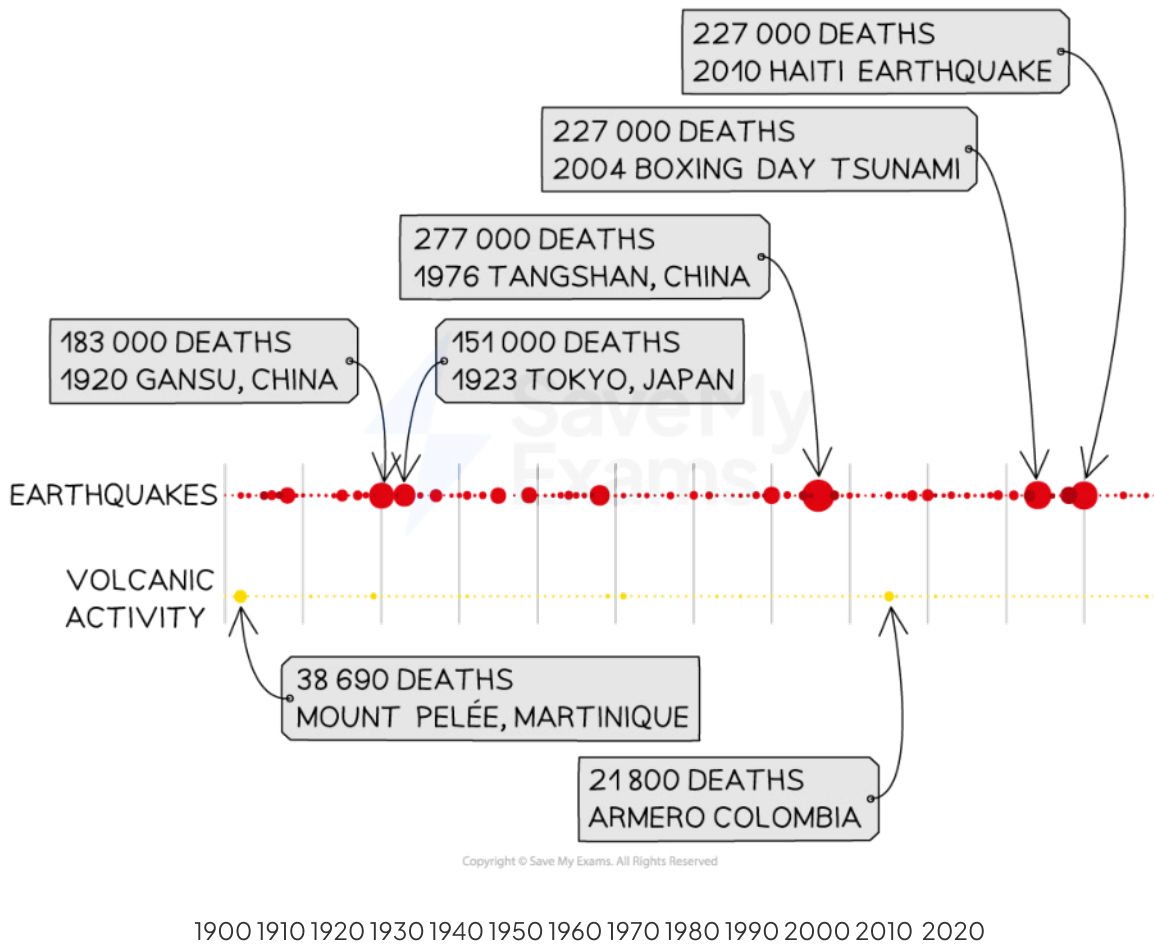 227 000 DEATHS
2010 HAITI EARTHQUAKE
227 000 DEATHS
2004 BOXING DAY TSUNAMI
277 000 DEATHS
1976 TANGSHAN, CHINA
183 000 DEATHS
1920 GANSU, CHINA
151 000 DEATHS
1923 TOKYO, JAPAN
Save My
Exams
EARTHQUAKES
VOLCANIC
ACTIVITY
38 690 DEATHS
MOUNT PELÉE, MARTINIQUE
21 800 DEATHS
ARMERO COLOMBIA
Copyright © Save My Exams. All Rights Reserved
1900 1910 1920 1930 1940 1950 1960 1970 1980 1990 2000 2010 2020